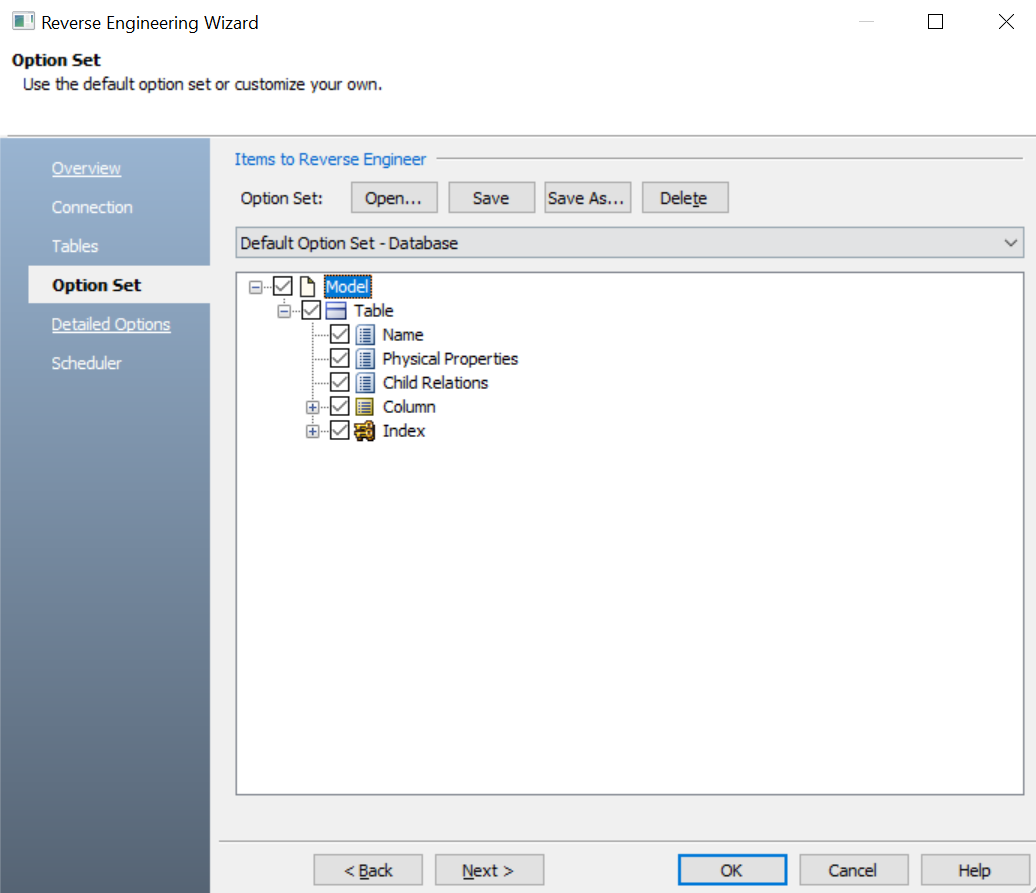 Reverse Engineering Wizard
Option Set
Use the default option set or customize your own.
Overview
Connection
Tables
Option Set
Detailed Options
Scheduler
Items to Reverse Engineer
Option Set: Open... Save Save As... Delete
Default Option Set - Database
Model
Table
Name
Physical Properties
Child Relations
Column
Index
< Back Next > OK Cancel Help